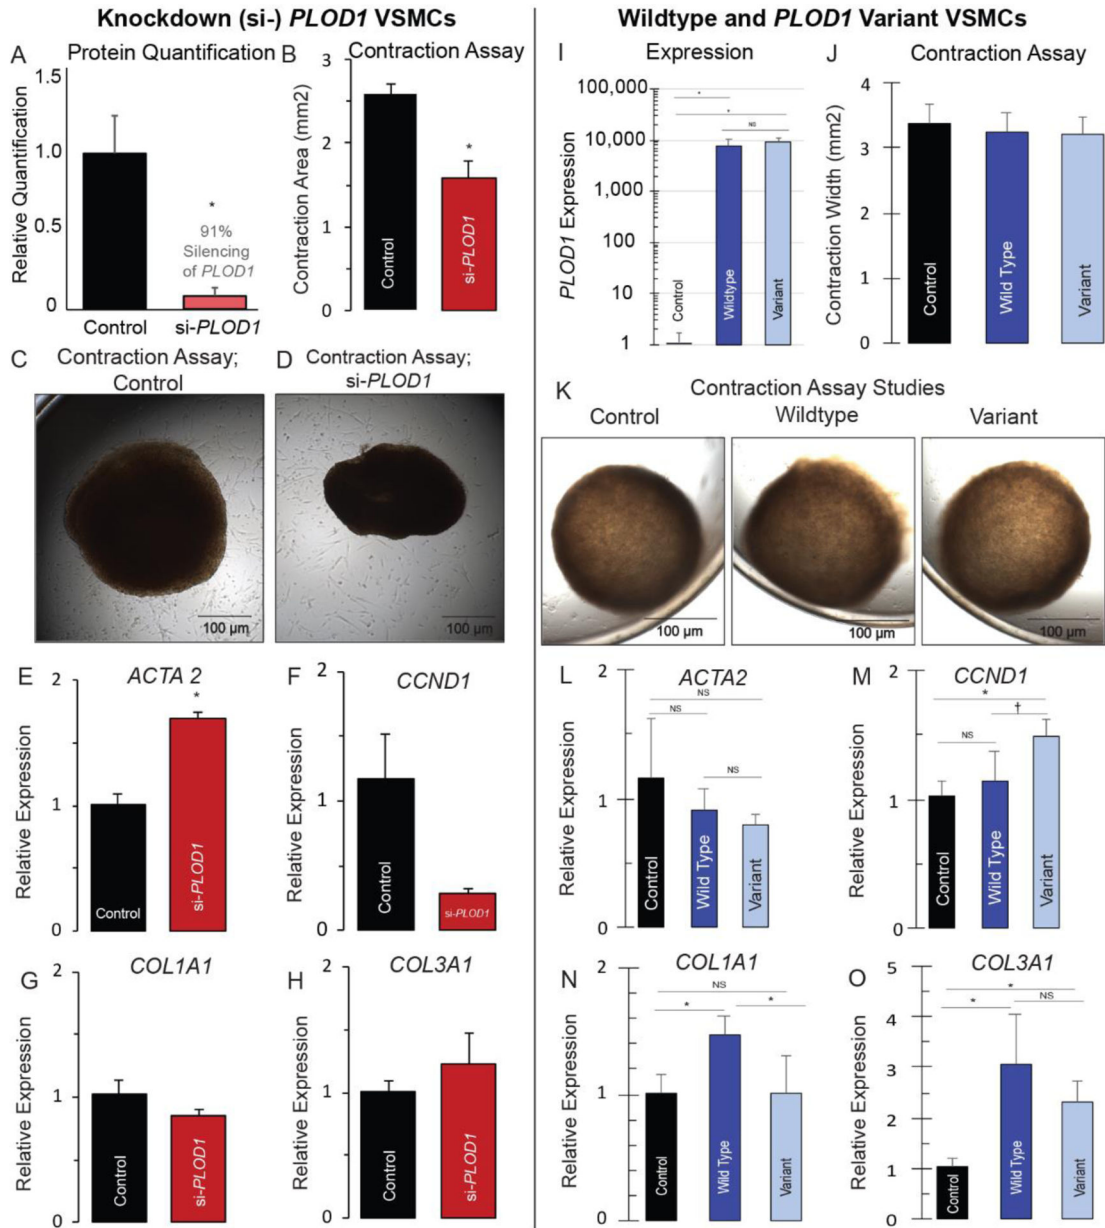 Knockdown (si-) PLOD1 VSMCs
A
Protein Quantification
Relative Quantification
1.5
1.0
0.5
0
*
91%
Silencing
of PLOD1
Control
si-PLOD1
B
Contraction Assay
Contraction Area (mm2)
3
2
1
0
*
Control
si-PLOD1
C
Contraction Assay;
Control
100 µm
D
Contraction Assay;
si-PLOD1
100 µm
E
ACTA 2
Relative Expression
2
1
0
*
Control
si-PLOD1
F
CCND1
Relative Expression
2
1
0
Control
si-PLOD1
G
COL1A1
Relative Expression
2
1
0
Control
si-PLOD1
H
COL3A1
Relative Expression
2
1
0
Control
si-PLOD1
Wildtype and PLOD1 Variant VSMCs
I
Expression
PLOD1 Expression
100,000
10,000
1,000
100
10
1
*
*
NS
Control
Wildtype
Variant
J
Contraction Assay
Contraction Width (mm2)
4
3
2
1
0
Control
Wild Type
Variant
K
Contraction Assay Studies
Control
Wildtype
Variant
100 µm
100 µm
100 µm
L
ACTA2
Relative Expression
2
1
0
NS
NS
NS
Control
Wild Type
Variant
M
CCND1
Relative Expression
2
1
0
*
†
NS
Control
Wild Type
Variant
N
COL1A1
Relative Expression
2
1
0
NS
*
*
Control
Wild Type
Variant
O
COL3A1
Relative Expression
5
4
3
2
1
0
*
*
NS
Control
Wild Type
Variant